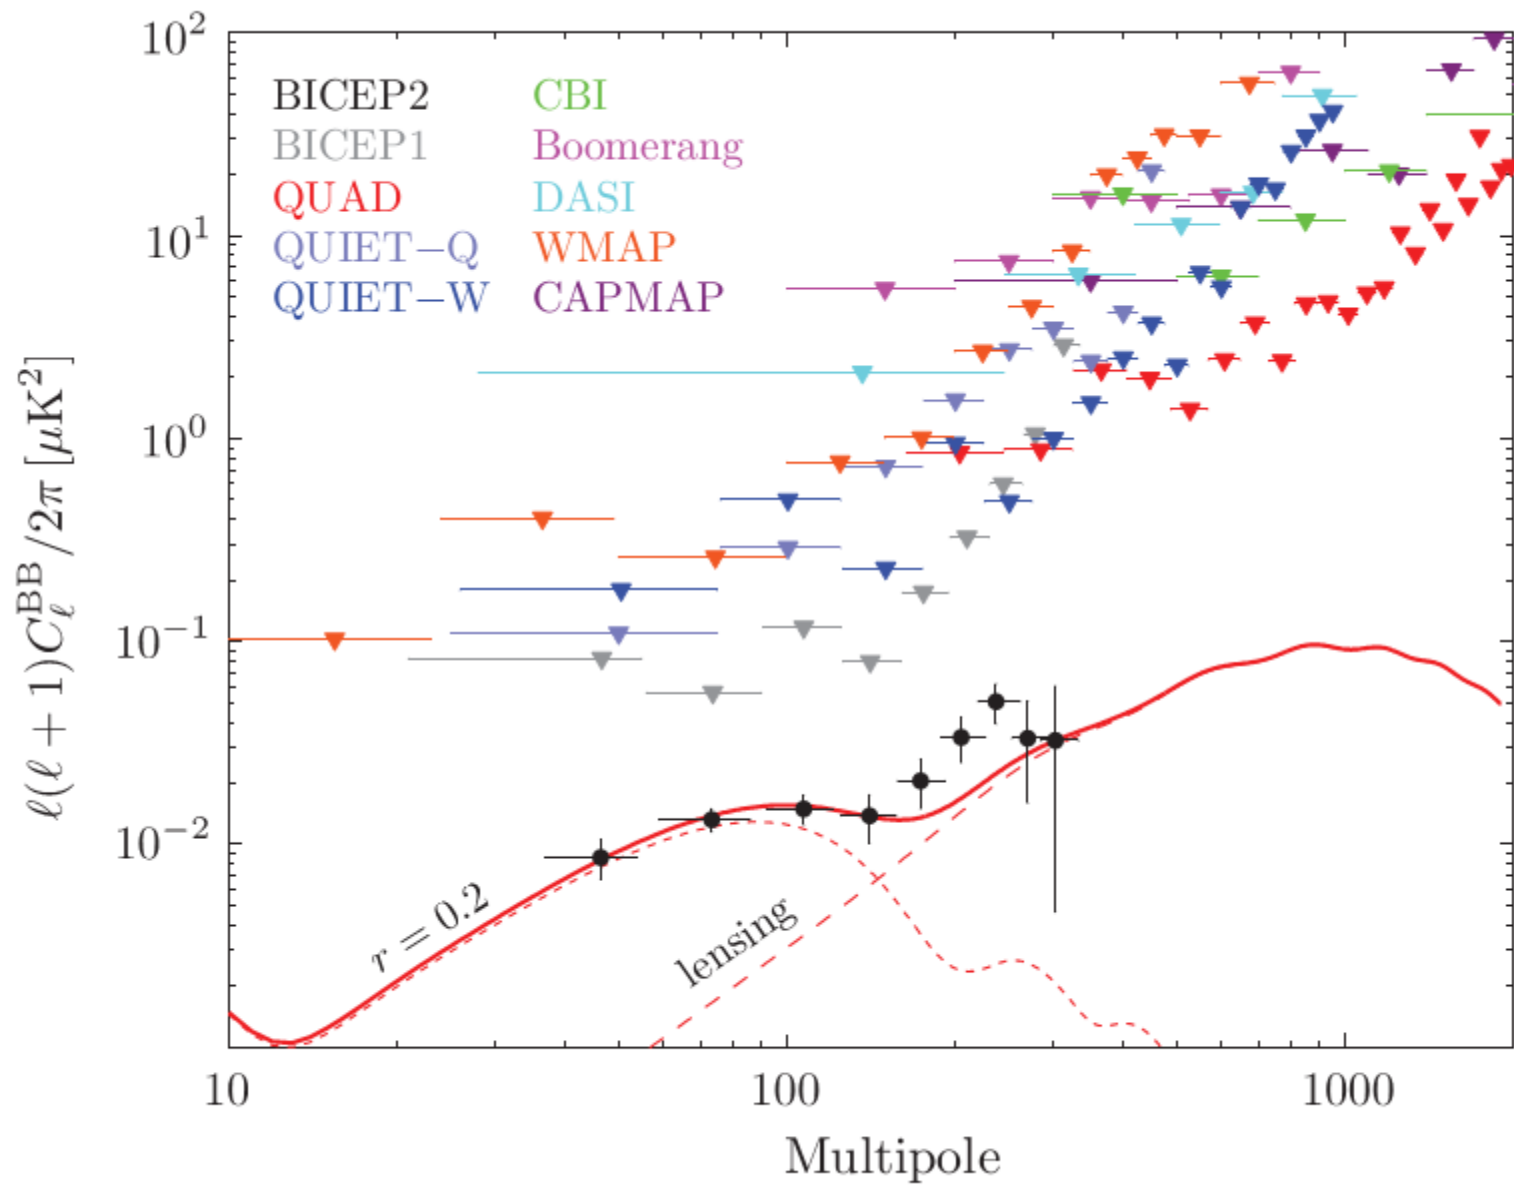 10²
BICEP2 CBI
BICEP1 Boomerang
QUAD DASI
QUIET−Q WMAP
QUIET−W CAPMAP
10¹
10⁰
10⁻¹
10⁻²
ℓ(ℓ + 1)C_ℓ^BB/2π [μK²]
r = 0.2
lensing
10 100 1000
Multipole